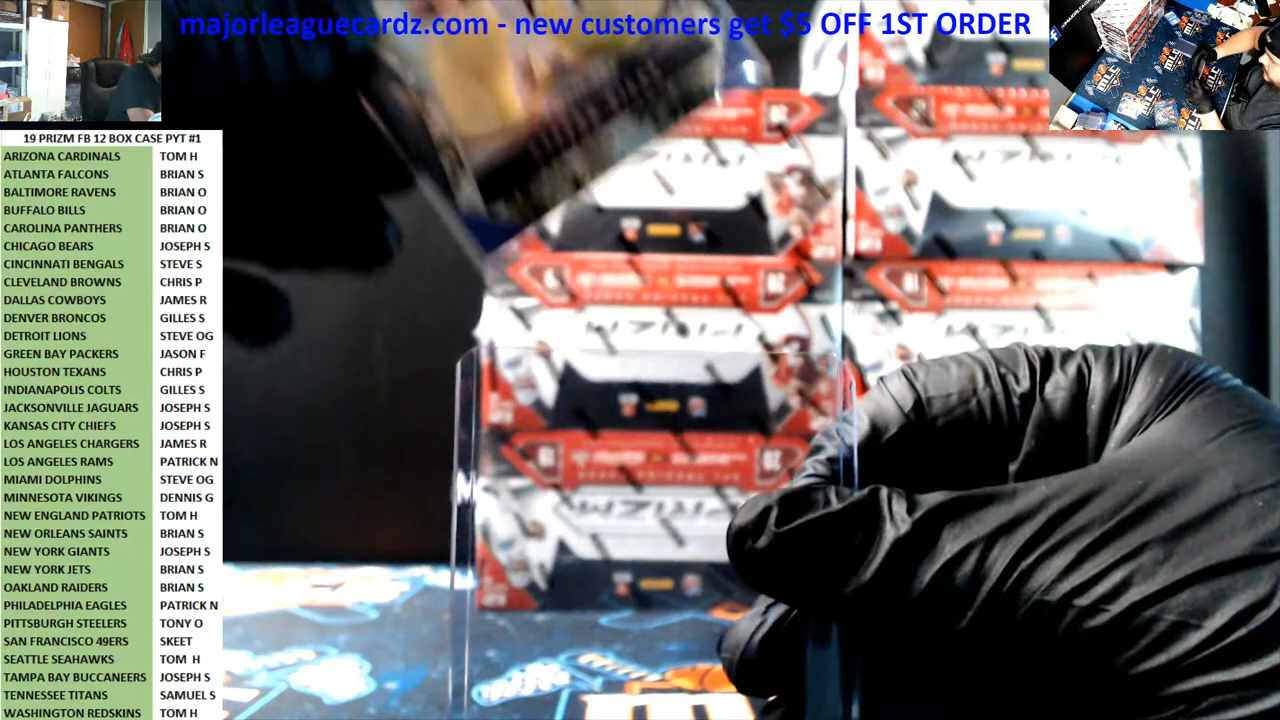 majorleaguecardz.com - new customers get $5 OFF 1ST ORDER
19 PRIZM FB 12 BOX CASE PYT #1
ARIZONA CARDINALS TOM H
ATLANTA FALCONS BRIAN S
BALTIMORE RAVENS BRIAN O
BUFFALO BILLS BRIAN O
CAROLINA PANTHERS BRIAN O
CHICAGO BEARS JOSEPH S
CINCINNATI BENGALS STEVE S
CLEVELAND BROWNS CHRIS P
DALLAS COWBOYS JAMES R
DENVER BRONCOS GILLES S
DETROIT LIONS STEVE OG
GREEN BAY PACKERS JASON F
HOUSTON TEXANS CHRIS P
INDIANAPOLIS COLTS GILLES S
JACKSONVILLE JAGUARS JOSEPH S
KANSAS CITY CHIEFS JOSEPH S
LOS ANGELES CHARGERS JAMES R
LOS ANGELES RAMS PATRICK N
MIAMI DOLPHINS STEVE OG
MINNESOTA VIKINGS DENNIS G
NEW ENGLAND PATRIOTS TOM H
NEW ORLEANS SAINTS BRIAN S
NEW YORK GIANTS JOSEPH S
NEW YORK JETS BRIAN S
OAKLAND RAIDERS BRIAN S
PHILADELPHIA EAGLES PATRICK N
PITTSBURGH STEELERS TONY O
SAN FRANCISCO 49ERS SKEET
SEATTLE SEAHAWKS TOM H
TAMPA BAY BUCCANEERS JOSEPH S
TENNESSEE TITANS SAMUEL S
WASHINGTON REDSKINS TOM H
PRIZM
PRIZM
PRIZM